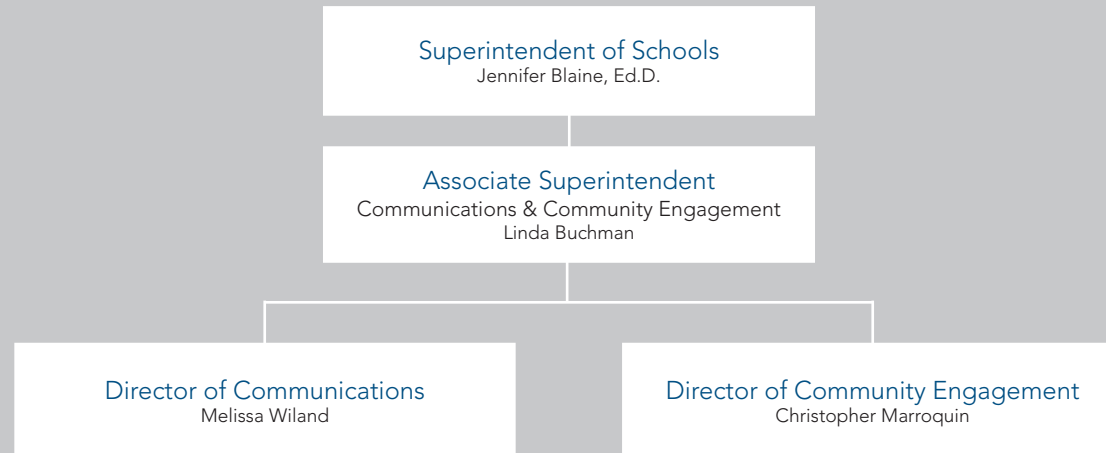 Superintendent of Schools
Jennifer Blaine, Ed.D.
Associate Superintendent
Communications & Community Engagement
Linda Buchman
Director of Communications
Melissa Wiland
Director of Community Engagement
Christopher Marroquin